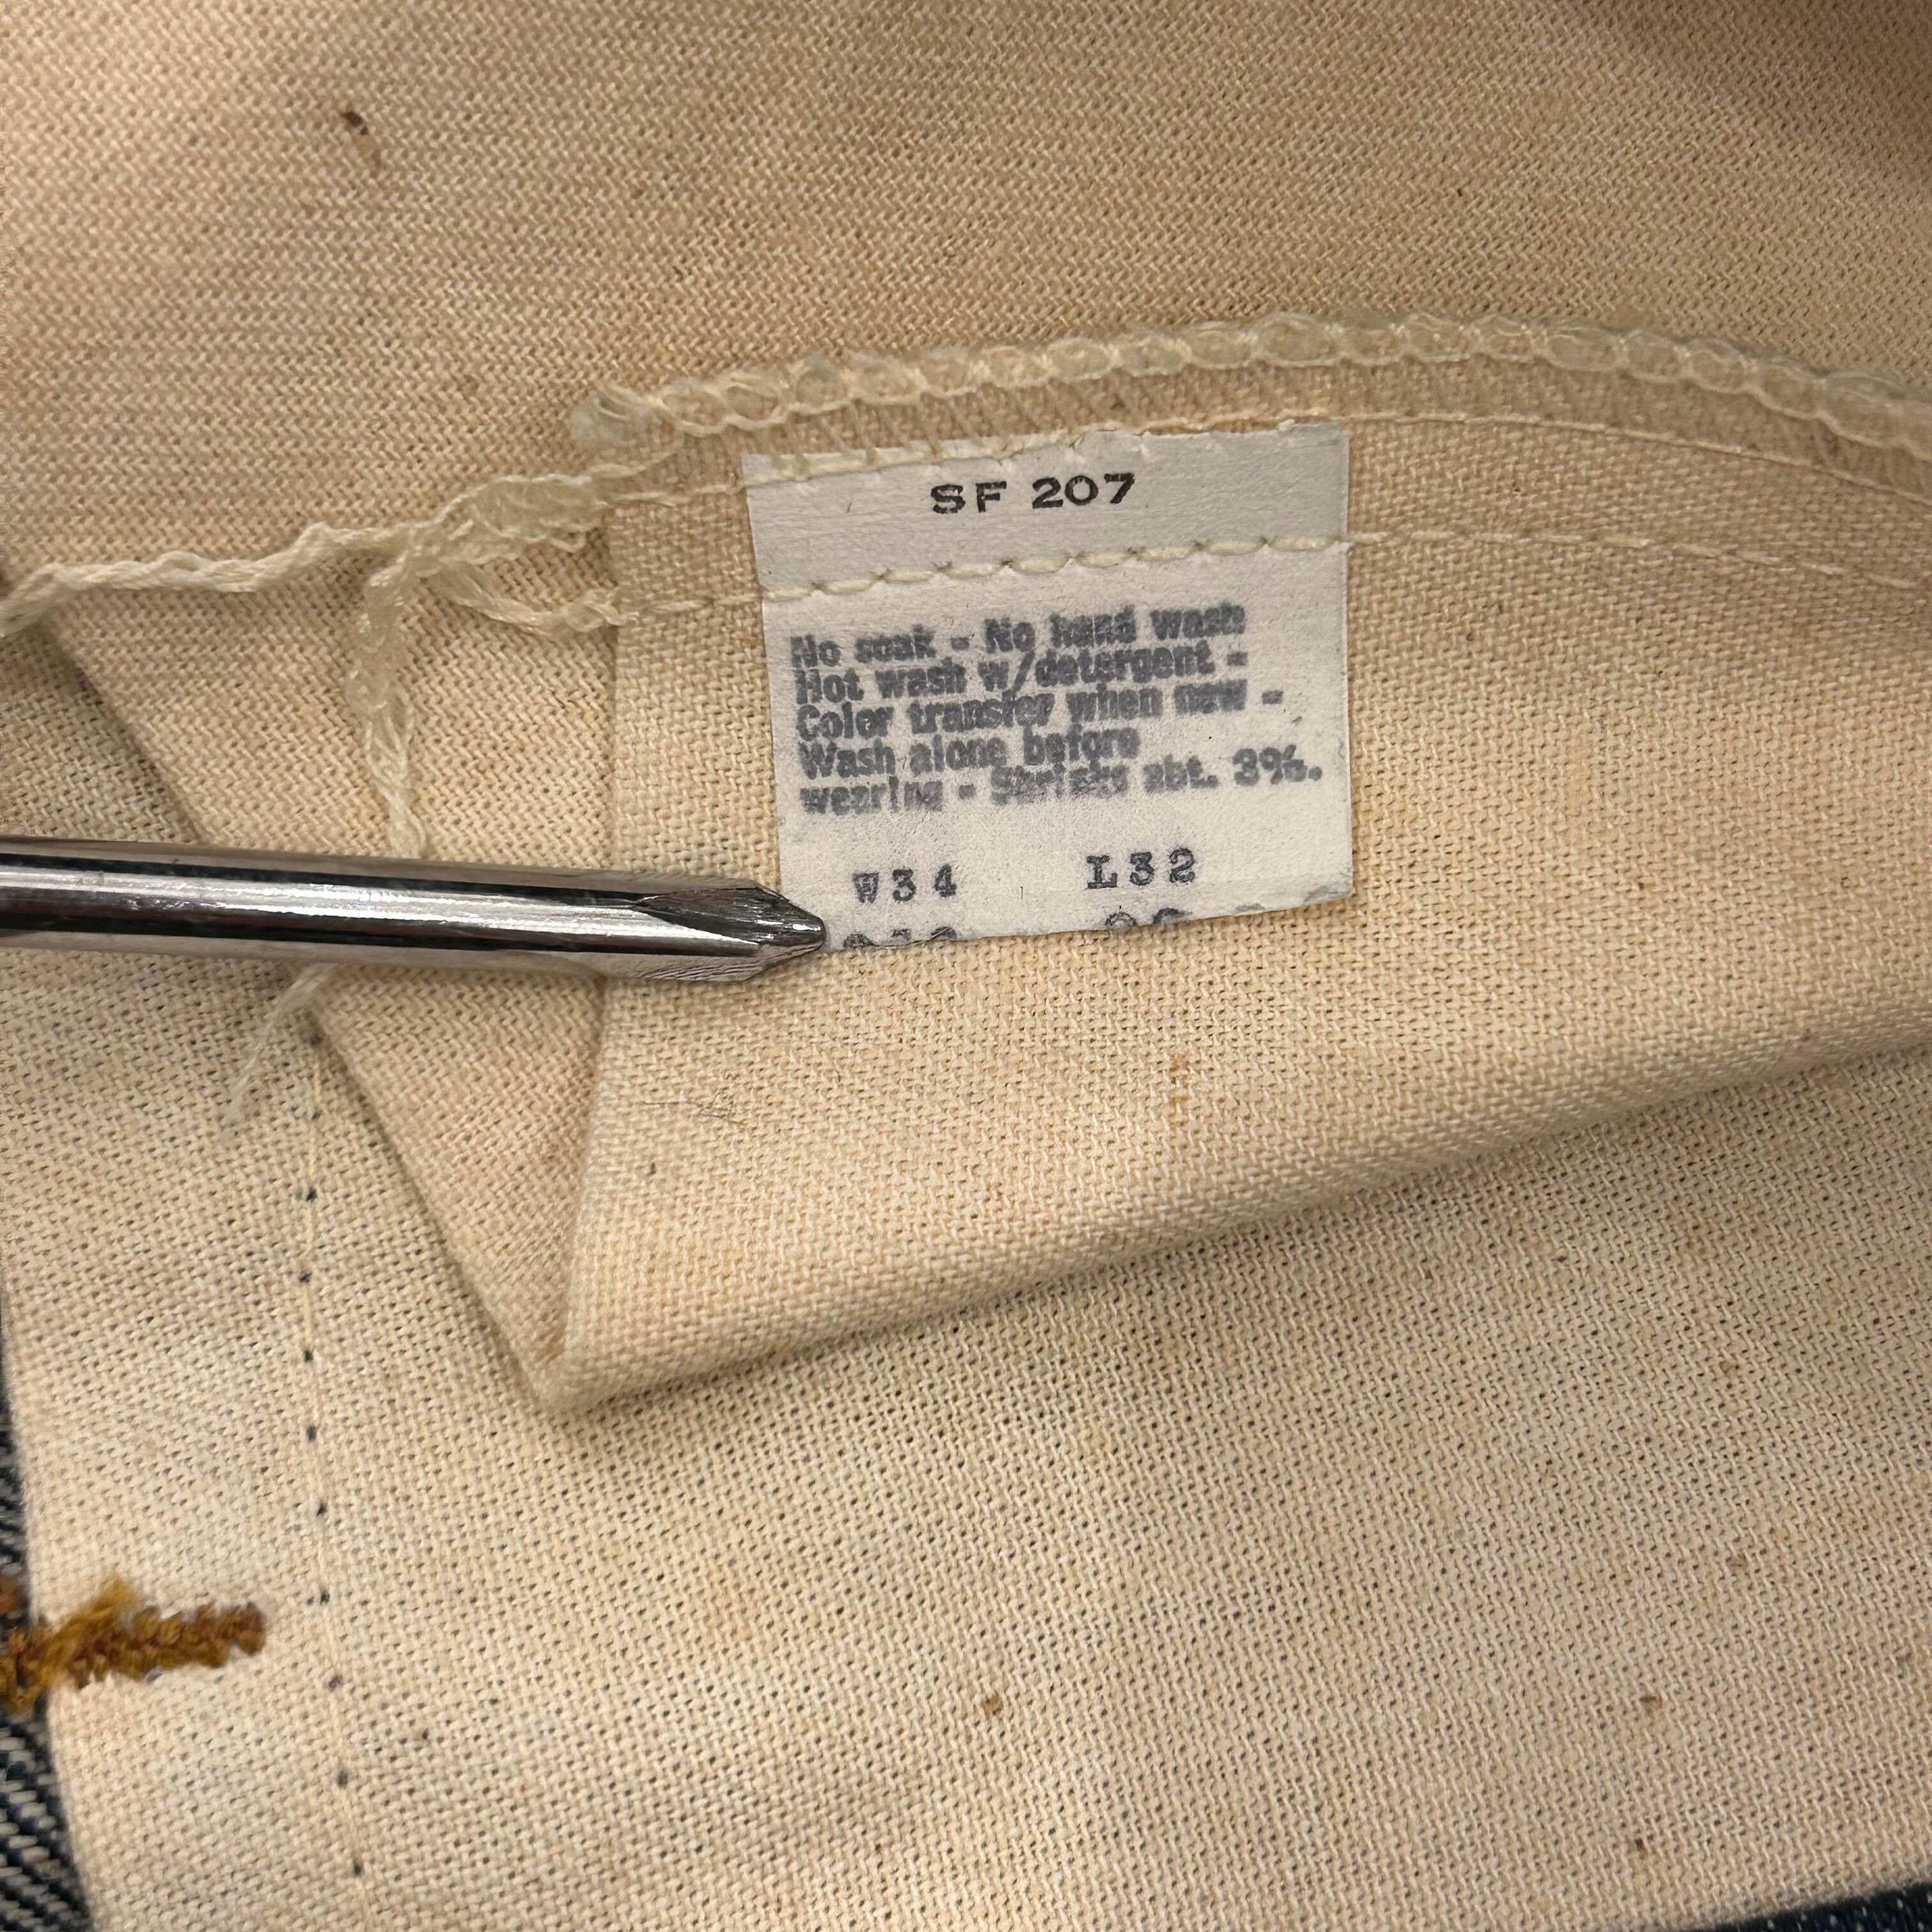 SF 207
No soak - No hand wash
Hot wash w/detergent -
Color transfer when new -
Wash alone before
wearing - Shrinks abt. 3%.
W34 L32